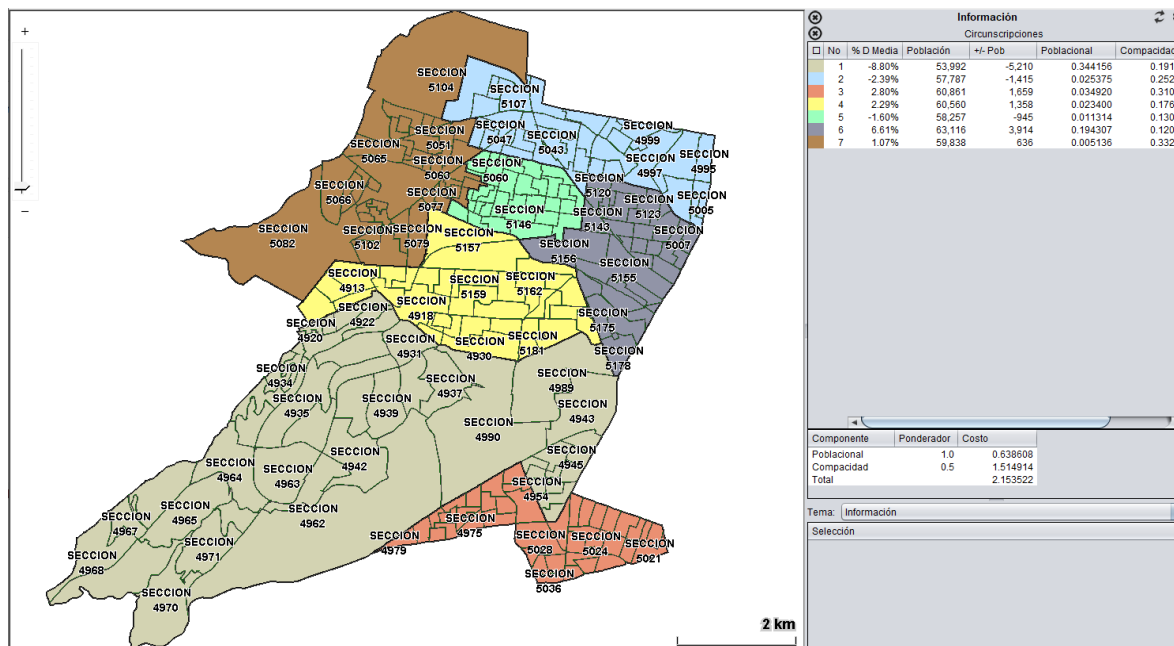 +
−
SECCION
5104
SECCION
5107
SECCION
4999
SECCION
5051
SECCION
5047
SECCION
5043
SECCION
5065
SECCION
4997
SECCION
4995
SECCION
5063
SECCION
5060
SECCION
5120
SECCION
5066
SECCION
5077
SECCION
5123
SECCION
5005
SECCION
5146
SECCION
5143
SECCION
5082
SECCION
5102
SECCION
5079
SECCION
5157
SECCION
5007
SECCION
5156
SECCION
5155
SECCION
4913
SECCION
5159
SECCION
5162
SECCION
4922
SECCION
4918
SECCION
5175
SECCION
4920
SECCION
4931
SECCION
4930
SECCION
5181
SECCION
5178
SECCION
4934
SECCION
4937
SECCION
4989
SECCION
4935
SECCION
4939
SECCION
4943
SECCION
4990
SECCION
4942
SECCION
4945
SECCION
4964
SECCION
4963
SECCION
4954
SECCION
4965
SECCION
4962
SECCION
4967
SECCION
4975
SECCION
4979
SECCION
5028
SECCION
5024
SECCION
5021
SECCION
4971
SECCION
4968
SECCION
5036
SECCION
4970
2 km
Información
Circunscripciones
No % D Media Población +/- Pob Poblacional Compacidad
1 -8.80% 53,992 -5,210 0.344156 0.191
2 -2.39% 57,787 -1,415 0.025375 0.252
3 2.80% 60,861 1,659 0.034920 0.310
4 2.29% 60,560 1,358 0.023400 0.176
5 -1.60% 58,257 -945 0.011314 0.130
6 6.61% 63,116 3,914 0.194307 0.120
7 1.07% 59,838 636 0.005136 0.332
Componente Ponderador Costo
Poblacional 1.0 0.638608
Compacidad 0.5 1.514914
Total 2.153522
Tema: Información
Selección